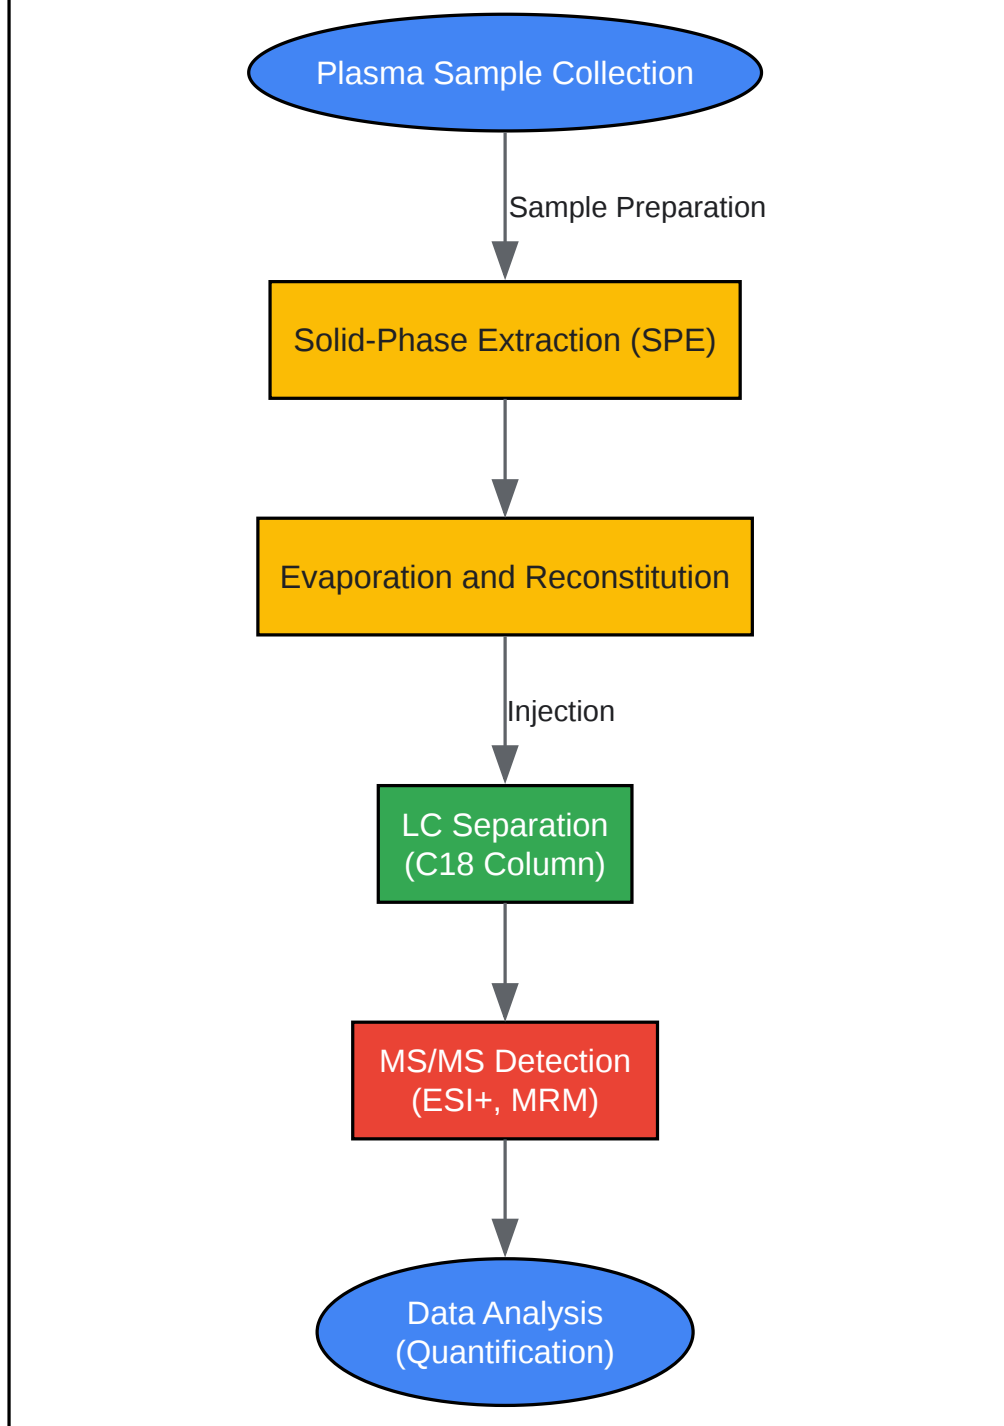 Plasma Sample Collection
Sample Preparation
Solid-Phase Extraction (SPE)
Evaporation and Reconstitution
Injection
LC Separation
(C18 Column)
MS/MS Detection
(ESI+, MRM)
Data Analysis
(Quantification)